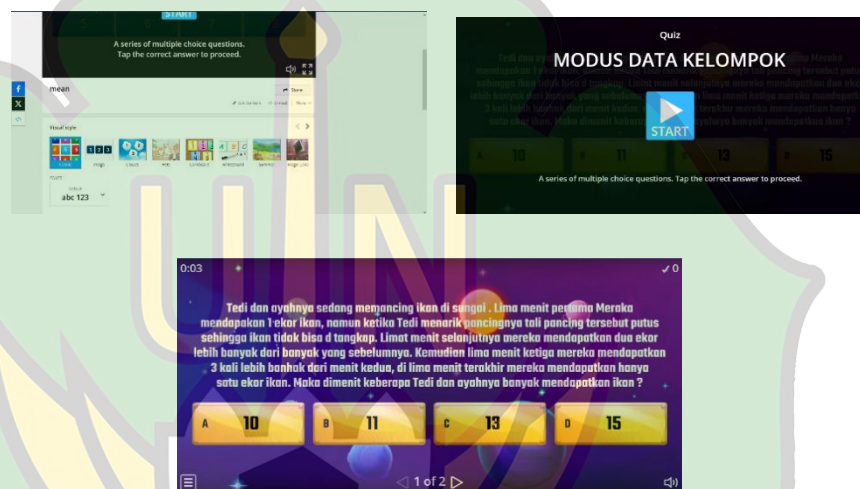 START
A series of multiple choice questions.
Tap the correct answer to proceed.
mean
Share
Visual style
abc 123
Quiz
MODUS DATA KELOMPOK
START
A 10
B 11
C 13
D 15
A series of multiple choice questions. Tap the correct answer to proceed.
0:03
✓ 0
Tedi dan ayahnya sedang memancing ikan di sungai . Lima menit pertama Meraka
mendapakan 1 ekor ikan, namun ketika Tedi menarik pancingnya tali pancing tersebut putus
sehingga ikan tidak bisa d tangkap. Limat menit selanjutnya mereka mendapatkan dua ekor
lebih banyak dari banyak yang sebelumnya. Kemudian lima menit ketiga mereka mendapatkan
3 kali lebih banhak dari menit kedua, di lima menit terakhir mereka mendapatkan hanya
satu ekor ikan. Maka dimenit keberapa Tedi dan ayahnya banyak mendapatkan ikan ?
A 10
B 11
C 13
D 15
1 of 2
UIN